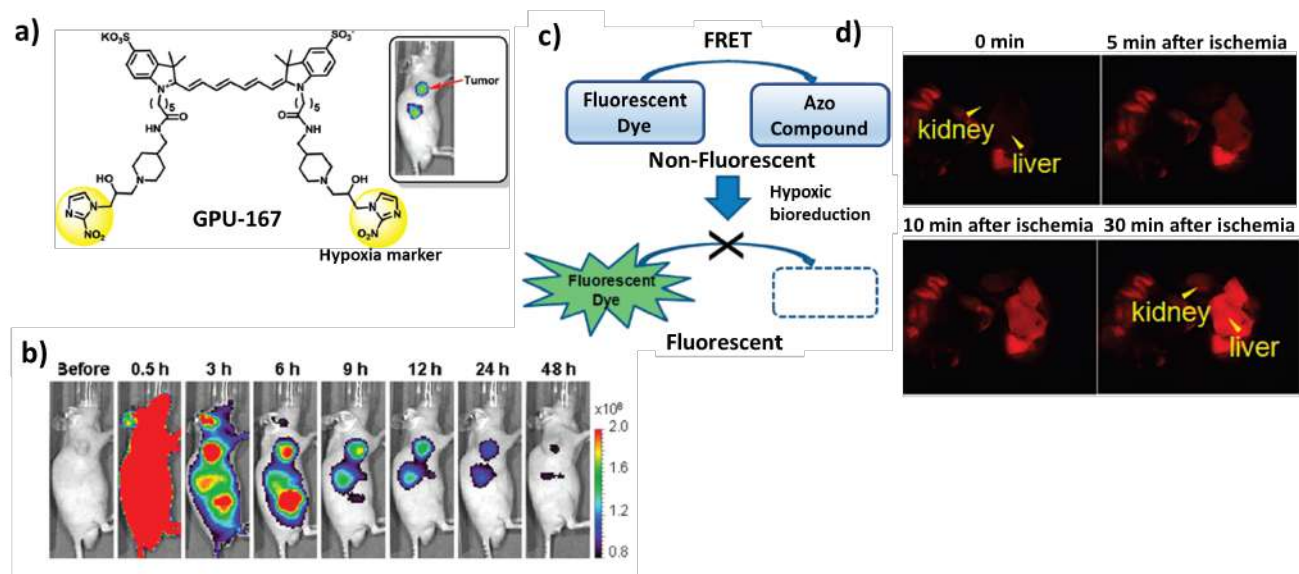 a)
KO3S
SO3-
N
N+
( )5
( )5
O
O
NH
HN
N
N
HO
OH
N
N
N
N
NO2
O2N
GPU-167
Hypoxia marker
Tumor
c)
FRET
Fluorescent
Dye
Azo
Compound
Non-Fluorescent
Hypoxic
bioreduction
Fluorescent
Dye
Fluorescent
d)
0 min
5 min after ischemia
kidney
liver
10 min after ischemia
30 min after ischemia
kidney
liver
b)
Before
0.5 h
3 h
6 h
9 h
12 h
24 h
48 h
2.0
1.6
1.2
0.8